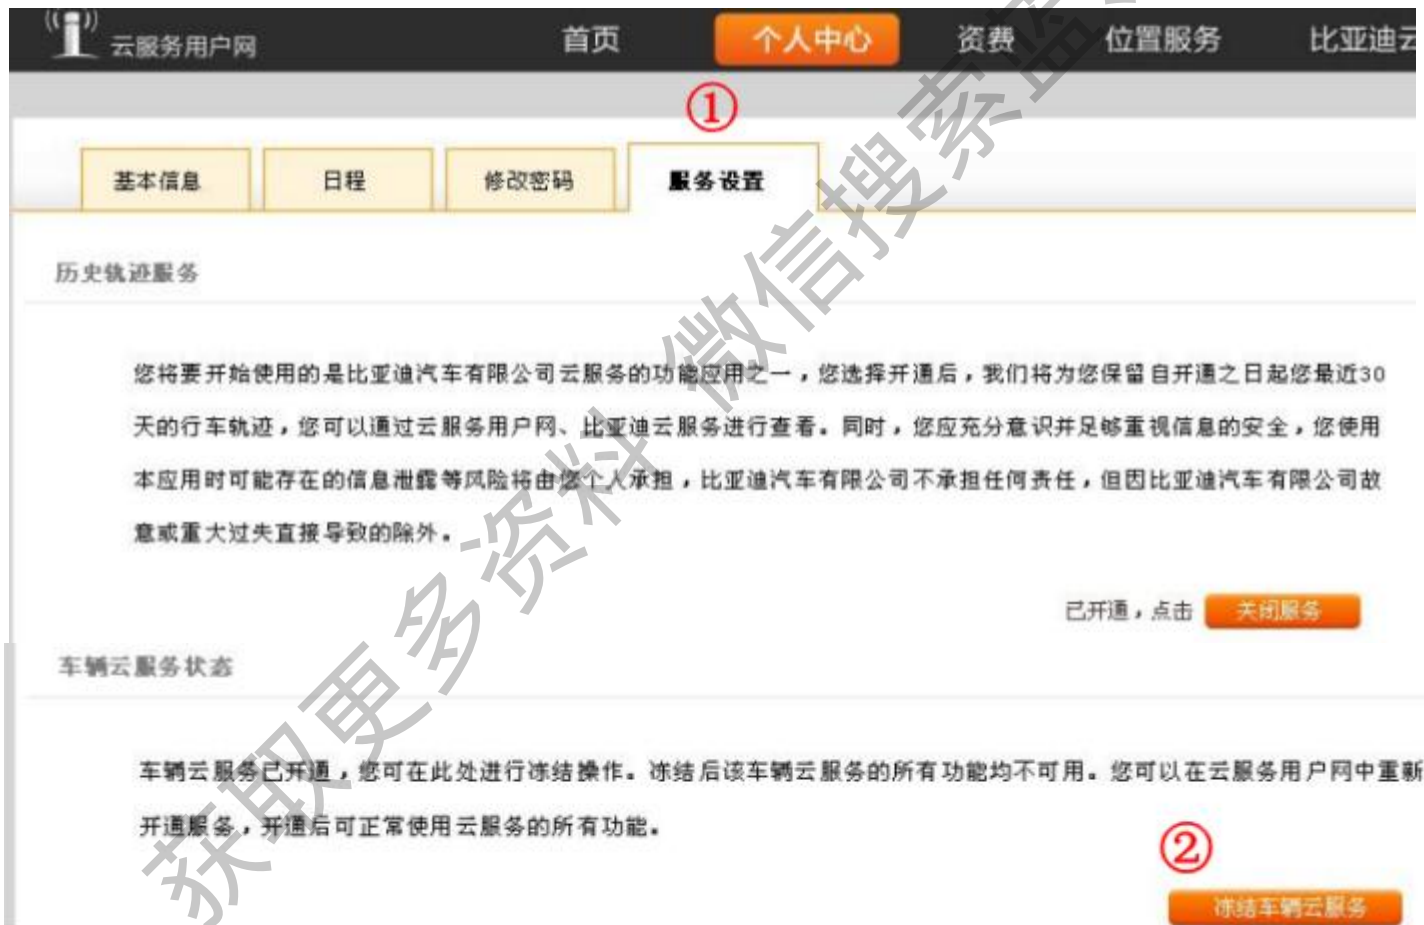 云服务用户网 首页 个人中心 资费 位置服务 比亚迪云
①
基本信息 日程 修改密码 服务设置
历史轨迹服务
您将要开始使用的是比亚迪汽车有限公司云服务的功能应用之一，您选择开通后，我们将为您保留自开通之日起您最近30
天的行车轨迹，您可以通过云服务用户网、比亚迪云服务进行查看。同时，您应充分意识并足够重视信息的安全，您使用
本应用时可能存在的信息泄露等风险将由您个人承担，比亚迪汽车有限公司不承担任何责任，但因比亚迪汽车有限公司故
意或重大过失直接导致的除外。
已开通，点击 关闭服务
车辆云服务状态
车辆云服务已开通，您可在此处进行冻结操作。冻结后该车辆云服务的所有功能均不可用。您可以在云服务用户网中重新
开通服务，开通后可正常使用云服务的所有功能。
②
冻结车辆云服务
获取更多资料 微信搜索蓝